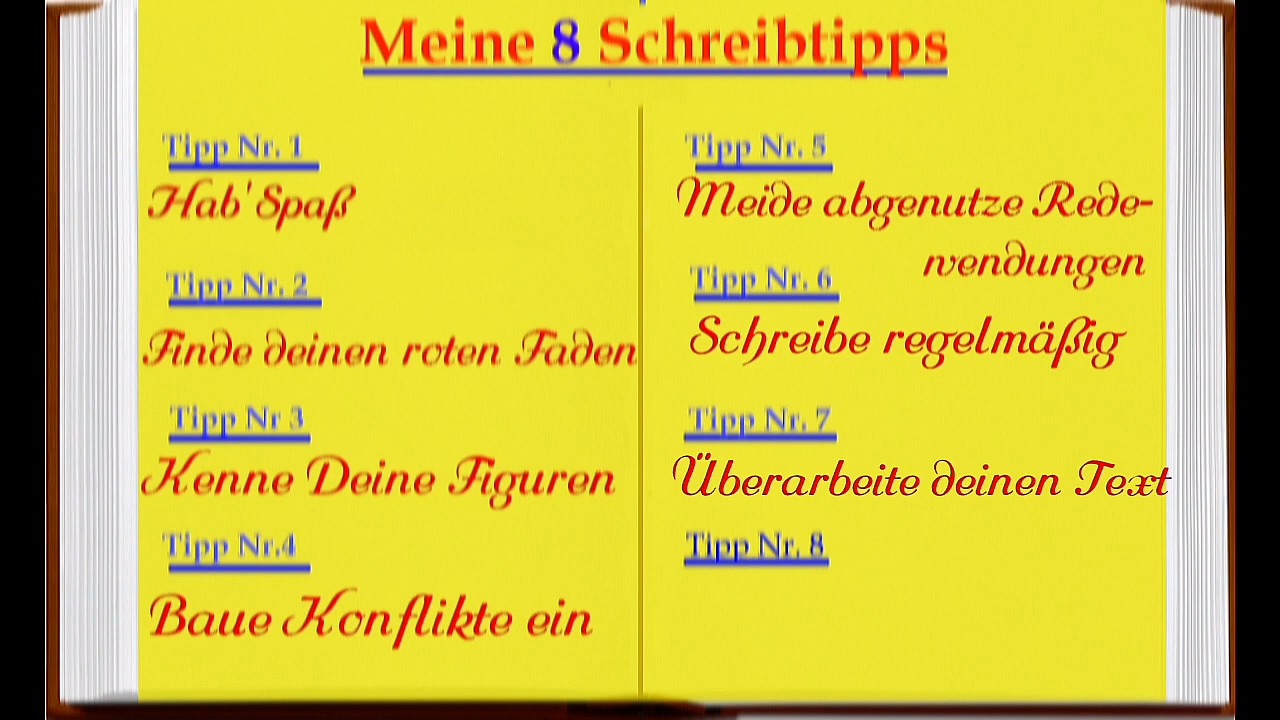 Meine 8 Schreibtipps
Tipp Nr. 1
Hab' Spaß
Tipp Nr. 2
Finde deinen roten Faden
Tipp Nr 3
Kenne Deine Figuren
Tipp Nr.4
Baue Konflikte ein
Tipp Nr. 5
Meide abgenutze Rede-
wendungen
Tipp Nr. 6
Schreibe regelmäßig
Tipp Nr. 7
Überarbeite deinen Text
Tipp Nr. 8